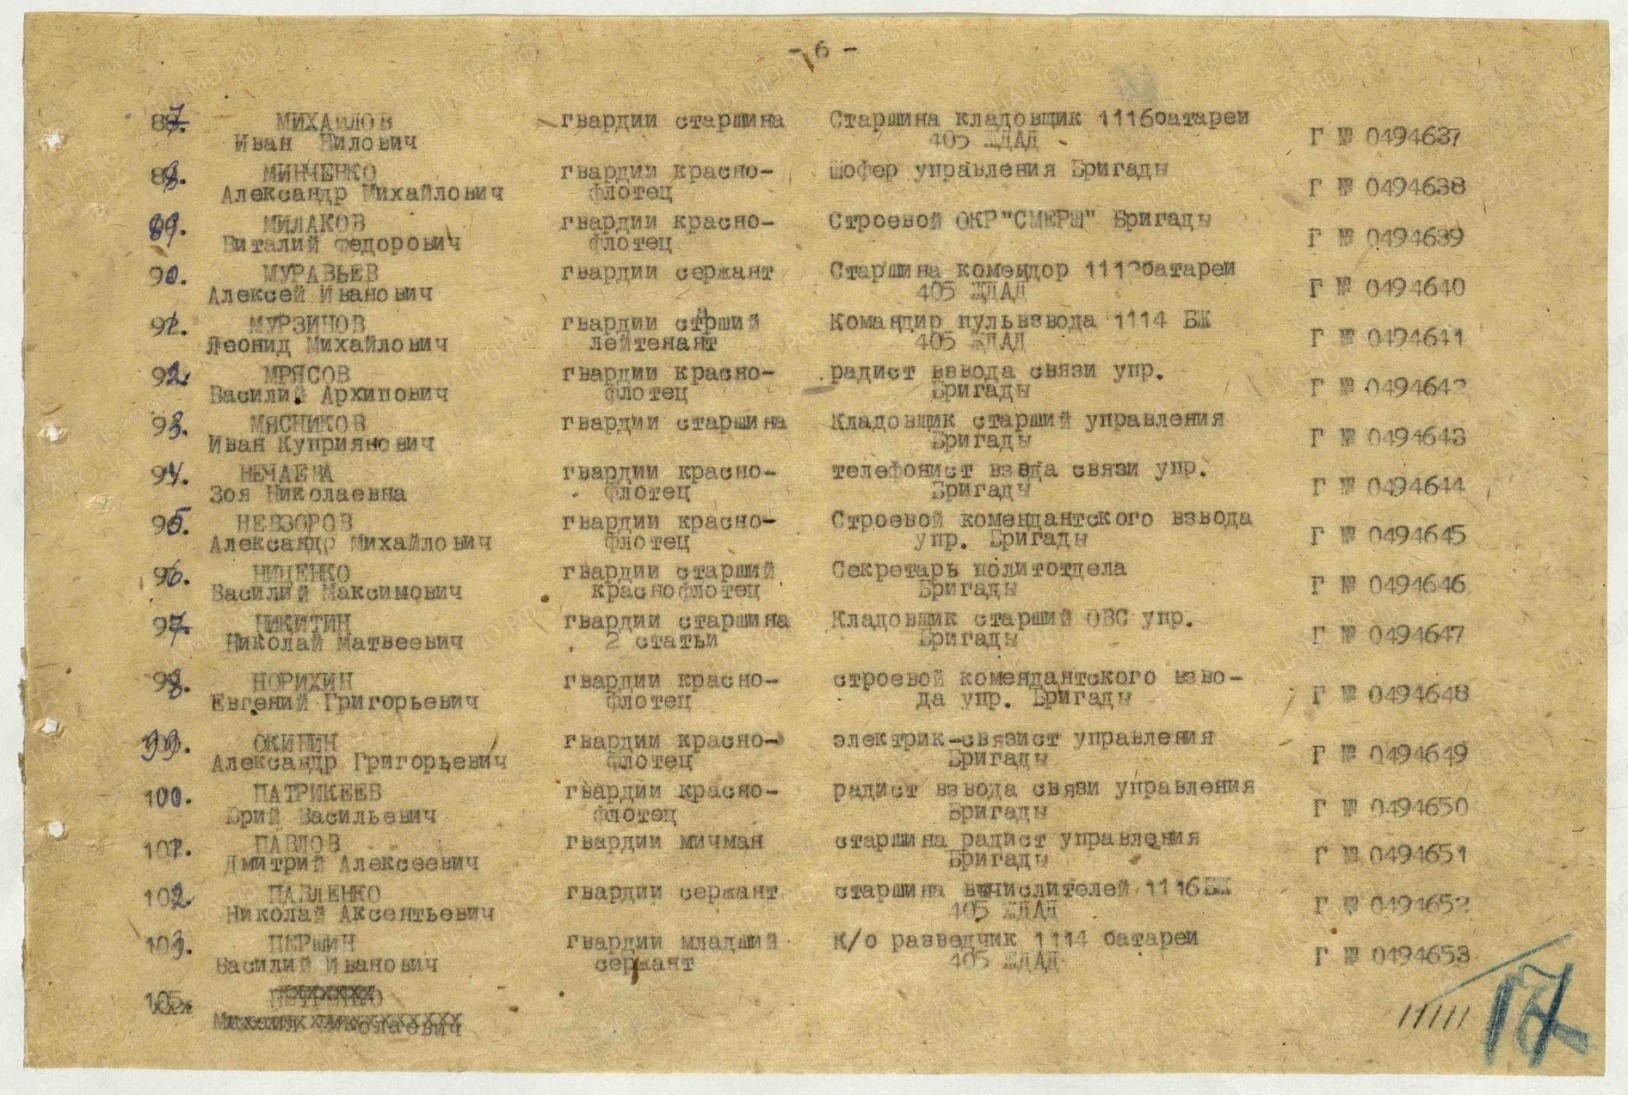 - 6 -
87. МИХАЙЛОВ гвардии старшина Старшина кладовщик 1116батареи
Иван Нилович 405 ЖДАД Г № 0494637
88. МИНЧЕНКО гвардии красно- Шофер управления Бригады
Александр Михайлович флотец Г № 0494638
89. МИЛАКОВ гвардии красно- Строевой ОКР"СМЕРШ" Бригады
Виталий Федорович флотец Г № 0494639
90. МУРАВЬЕВ гвардии сержант Старшина комендор 1112батареи
Алексей Иванович 405 ЖДАД Г № 0494640
91. МУРЗИНОВ гвардии старший Командир пульвзвода 1114 БЖ
Леонид Михайлович лейтенант 405 ЖДАД Г № 0494641
92. МРЯСОВ гвардии красно- радист взвода связи упр.
Василий Архипович флотец Бригады Г № 0494642
93. МЯСНИКОВ гвардии старшина Кладовщик старший управления
Иван Куприянович Бригады Г № 0494643
94. НЕЧАЕВА гвардии красно- телефонист взвода связи упр.
Зоя Николаевна флотец Бригады Г № 0494644
95. НЕВЗОРОВ гвардии красно- Строевой комендантского взвода
Александр Михайлович флотец упр. Бригады Г № 0494645
96. НИЩЕНКО гвардии старший Секретарь политотдела
Василий Максимович краснофлотец Бригады Г № 0494646
97. НИКИТИН гвардии старшина Кладовщик старший ОВС упр.
Николай Матвеевич 2 статьи Бригады Г № 0494647
98. НОРИХИН гвардии красно- строевой комендантского взво-
Евгений Григорьевич флотец да упр. Бригады Г № 0494648
99. ОКИНИН гвардии красно- электрик-связист управления
Александр Григорьевич флотец Бригады Г № 0494649
100. ПАТРИКЕЕВ гвардии красно- радист взвода связи управления
Юрий Васильевич флотец Бригады Г № 0494650
101. ПАВЛОВ гвардии мичман старшина радист управления
Дмитрий Алексеевич Бригады Г № 0494651
102 ПАВЛЕНКО гвардии сержант старшина вычислителей 1116БЖ
Николай Аксентьевич 405 ЖДАД Г № 0494652
103. ПЕРШИН гвардии младший К/о разведчик 1114 батареи
Василий Иванович сержант 405 ЖДАД Г № 0494653
105.
Николаевич
17